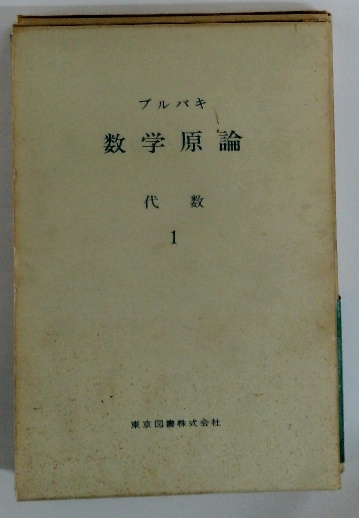 ブルバキ
数学原論
代数
1
東京図書株式会社